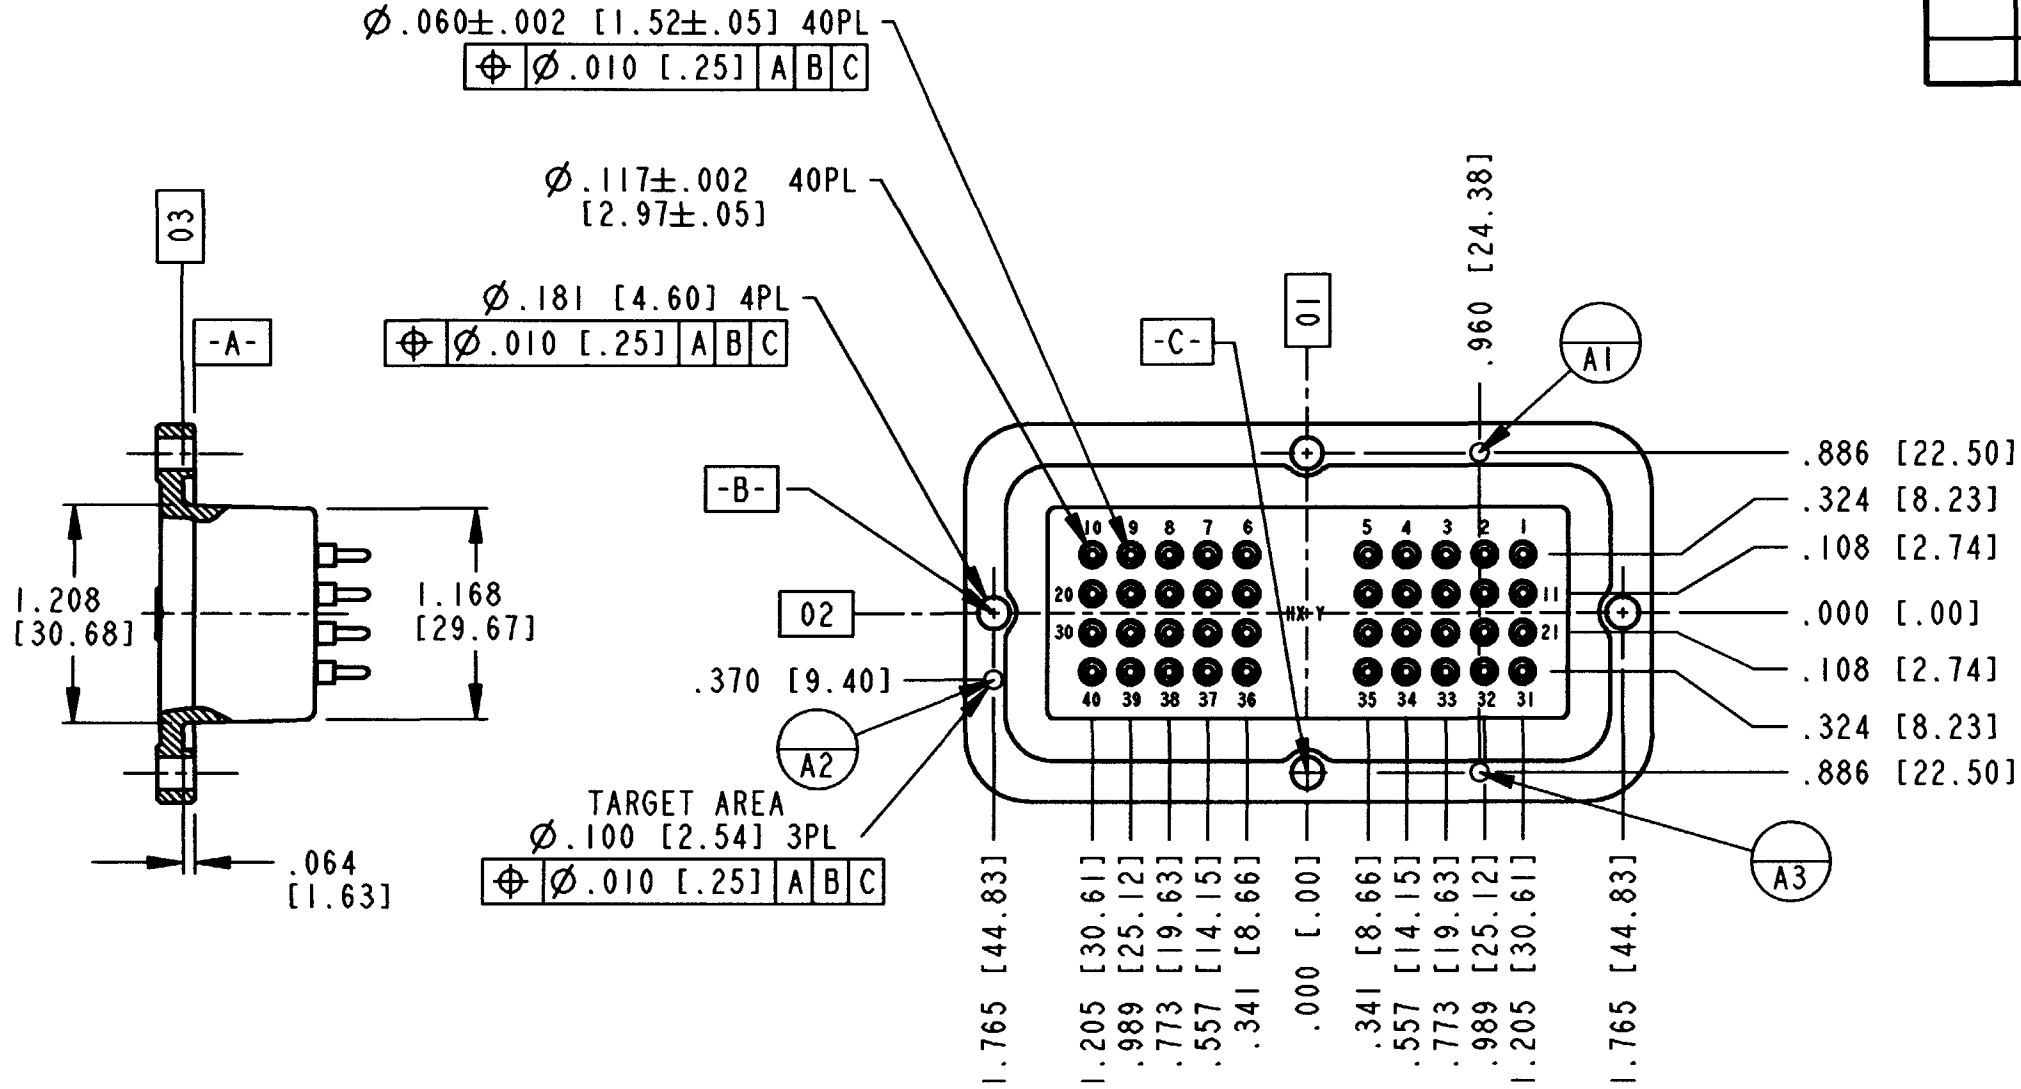 Ø.060±.002 [1.52±.05] 40PL
⌖ Ø.010 [.25] A B C
Ø.117±.002 40PL
[2.97±.05]
Ø.181 [4.60] 4PL
⌖ Ø.010 [.25] A B C
03
-A-
-B-
-C-
01
02
.960 [24.38]
A1
.886 [22.50]
.324 [8.23]
.108 [2.74]
.000 [.00]
.108 [2.74]
.324 [8.23]
.886 [22.50]
10 9 8 7 6 5 4 3 2 1
20 11
HX-Y
30 21
40 39 38 37 36 35 34 33 32 31
1.208
[30.68]
1.168
[29.67]
.370 [9.40]
A2
TARGET AREA
Ø.100 [2.54] 3PL
⌖ Ø.010 [.25] A B C
A3
.064
[1.63]
1.765 [44.83]
1.205 [30.61]
.989 [25.12]
.773 [19.63]
.557 [14.15]
.341 [8.66]
.000 [.00]
.341 [8.66]
.557 [14.15]
.773 [19.63]
.989 [25.12]
1.205 [30.61]
1.765 [44.83]